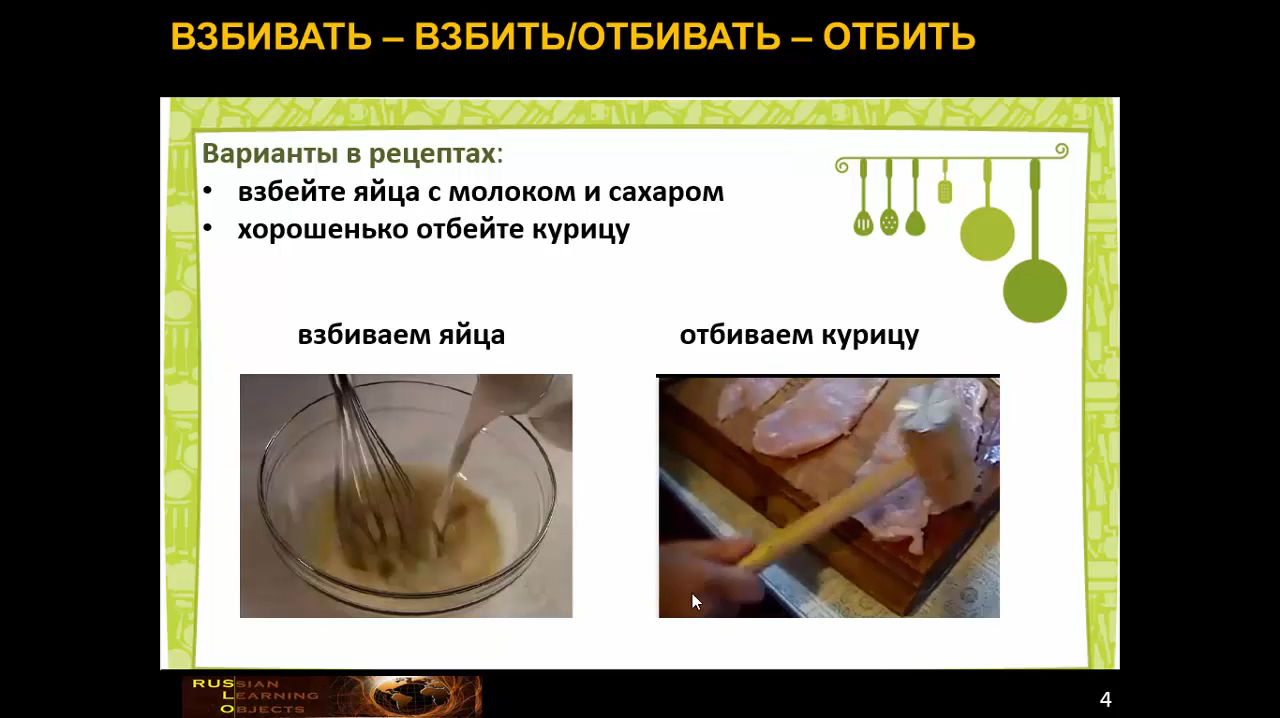 ВЗБИВАТЬ – ВЗБИТЬ/ОТБИВАТЬ – ОТБИТЬ
Варианты в рецептах:
• взбейте яйца с молоком и сахаром
• хорошенько отбейте курицу
взбиваем яйца
отбиваем курицу
RUSSIAN
LEARNING
OBJECTS
4